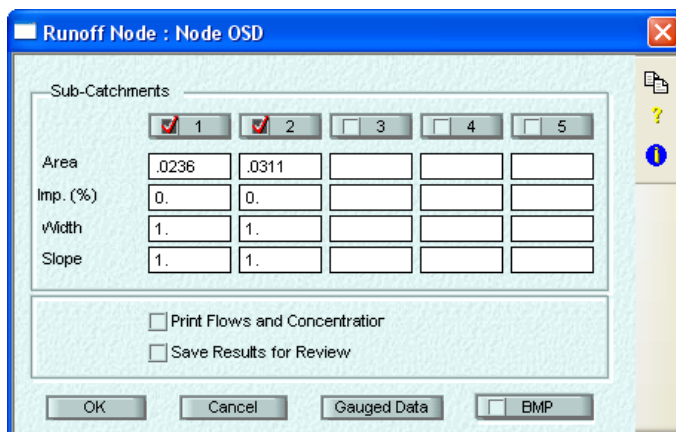 Runoff Node : Node OSD
Sub-Catchments
1 2 3 4 5
Area .0236 .0311
Imp. (%) 0. 0.
Width 1. 1.
Slope 1. 1.
Print Flows and Concentration
Save Results for Review
OK Cancel Gauged Data BMP